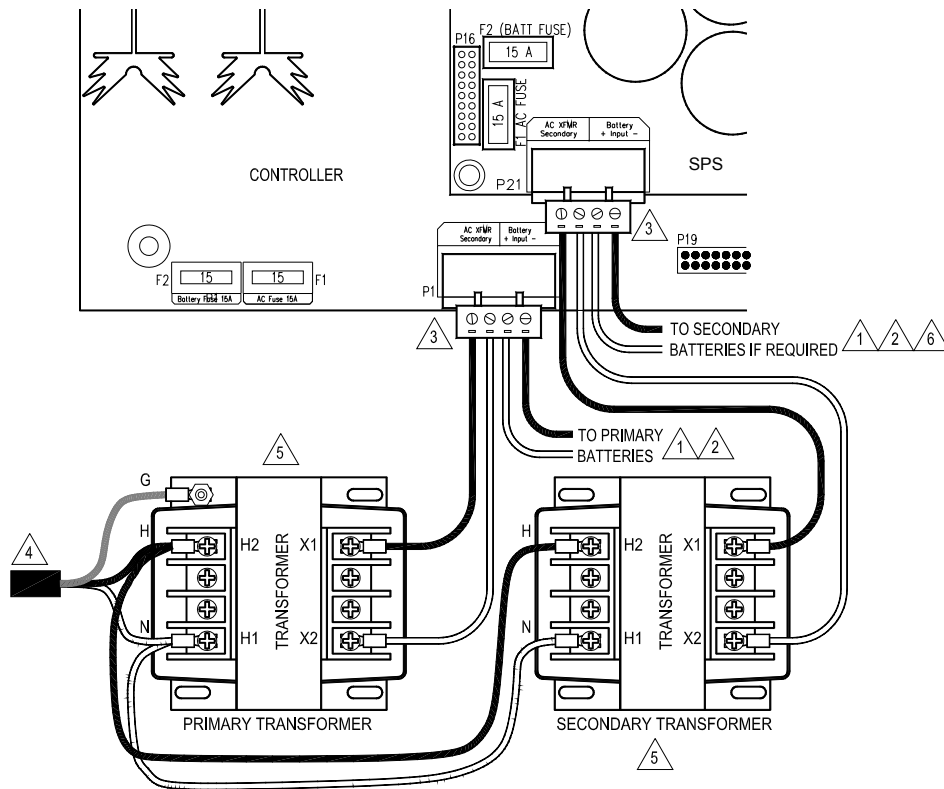 P16
F2 (BATT FUSE)
15 A
15 A
F1 AC FUSE
AC XFMR
Secondary
Battery
+ Input -
CONTROLLER
SPS
P21
3
AC XFMR
Secondary
Battery
+ Input -
P19
F2
15
15
F1
Battery Fuse 15A
AC Fuse 15A
P1
3
TO SECONDARY
BATTERIES IF REQUIRED
1
2
6
TO PRIMARY
BATTERIES
1
2
5
G
4
H
H2
X1
N
H1
X2
TRANSFORMER
PRIMARY TRANSFORMER
H
H2
X1
N
H1
X2
TRANSFORMER
SECONDARY TRANSFORMER
5